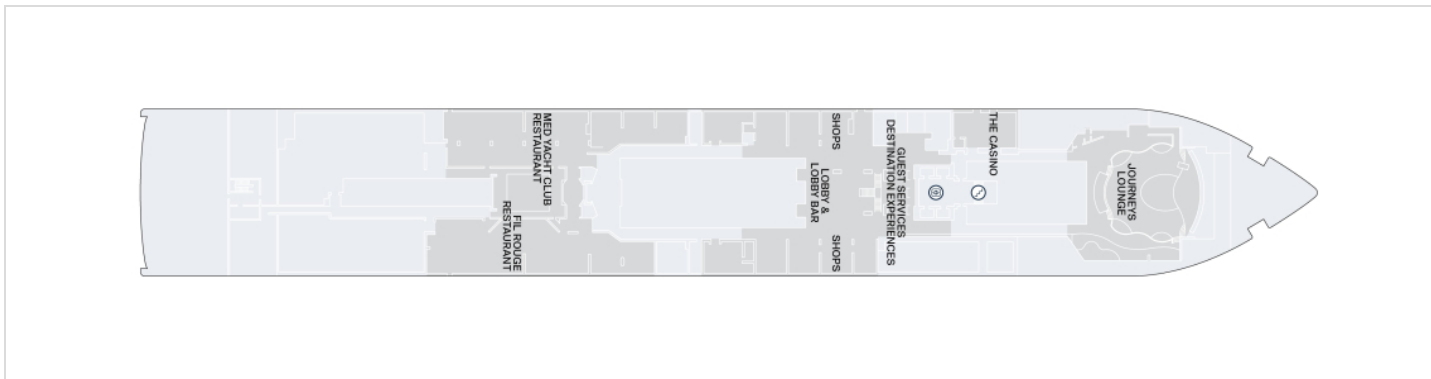 MED YACHT CLUB
RESTAURANT
FIL ROUGE
RESTAURANT
SHOPS
LOBBY &
LOBBY BAR
SHOPS
GUEST SERVICES
DESTINATION EXPERIENCES
THE CASINO
JOURNEYS
LOUNGE